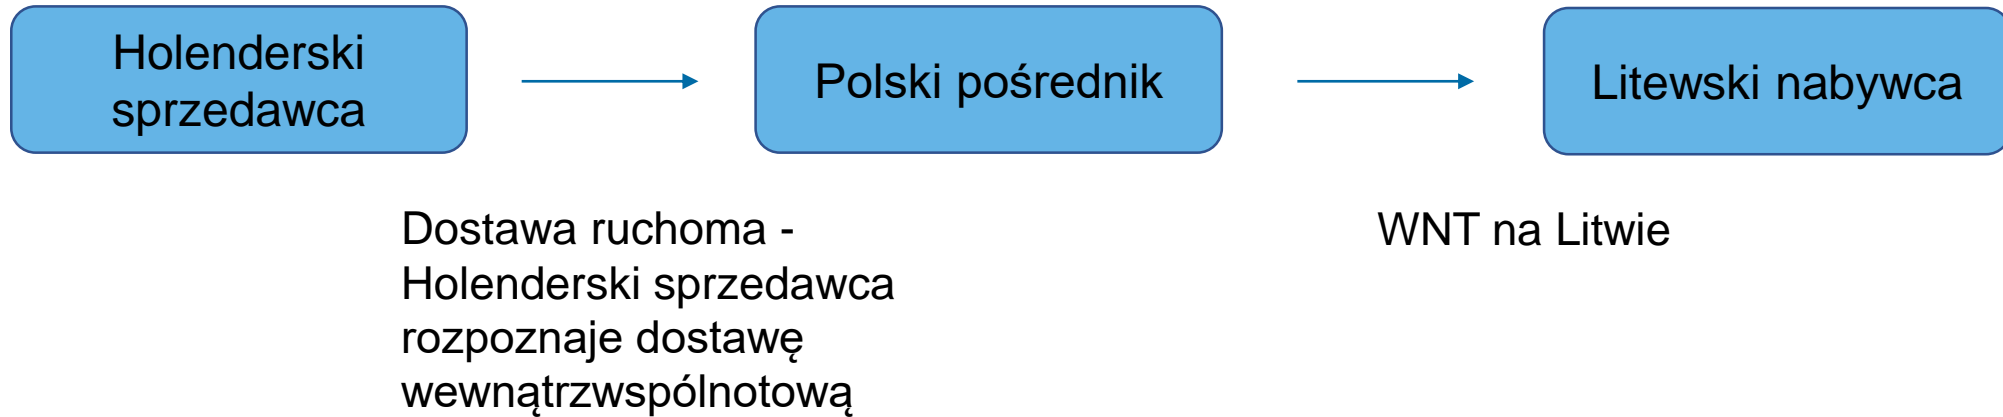 Holenderski
sprzedawca
Polski pośrednik
Litewski nabywca
Dostawa ruchoma -
Holenderski sprzedawca
rozpoznaje dostawę
wewnątrzwspólnotową
WNT na Litwie